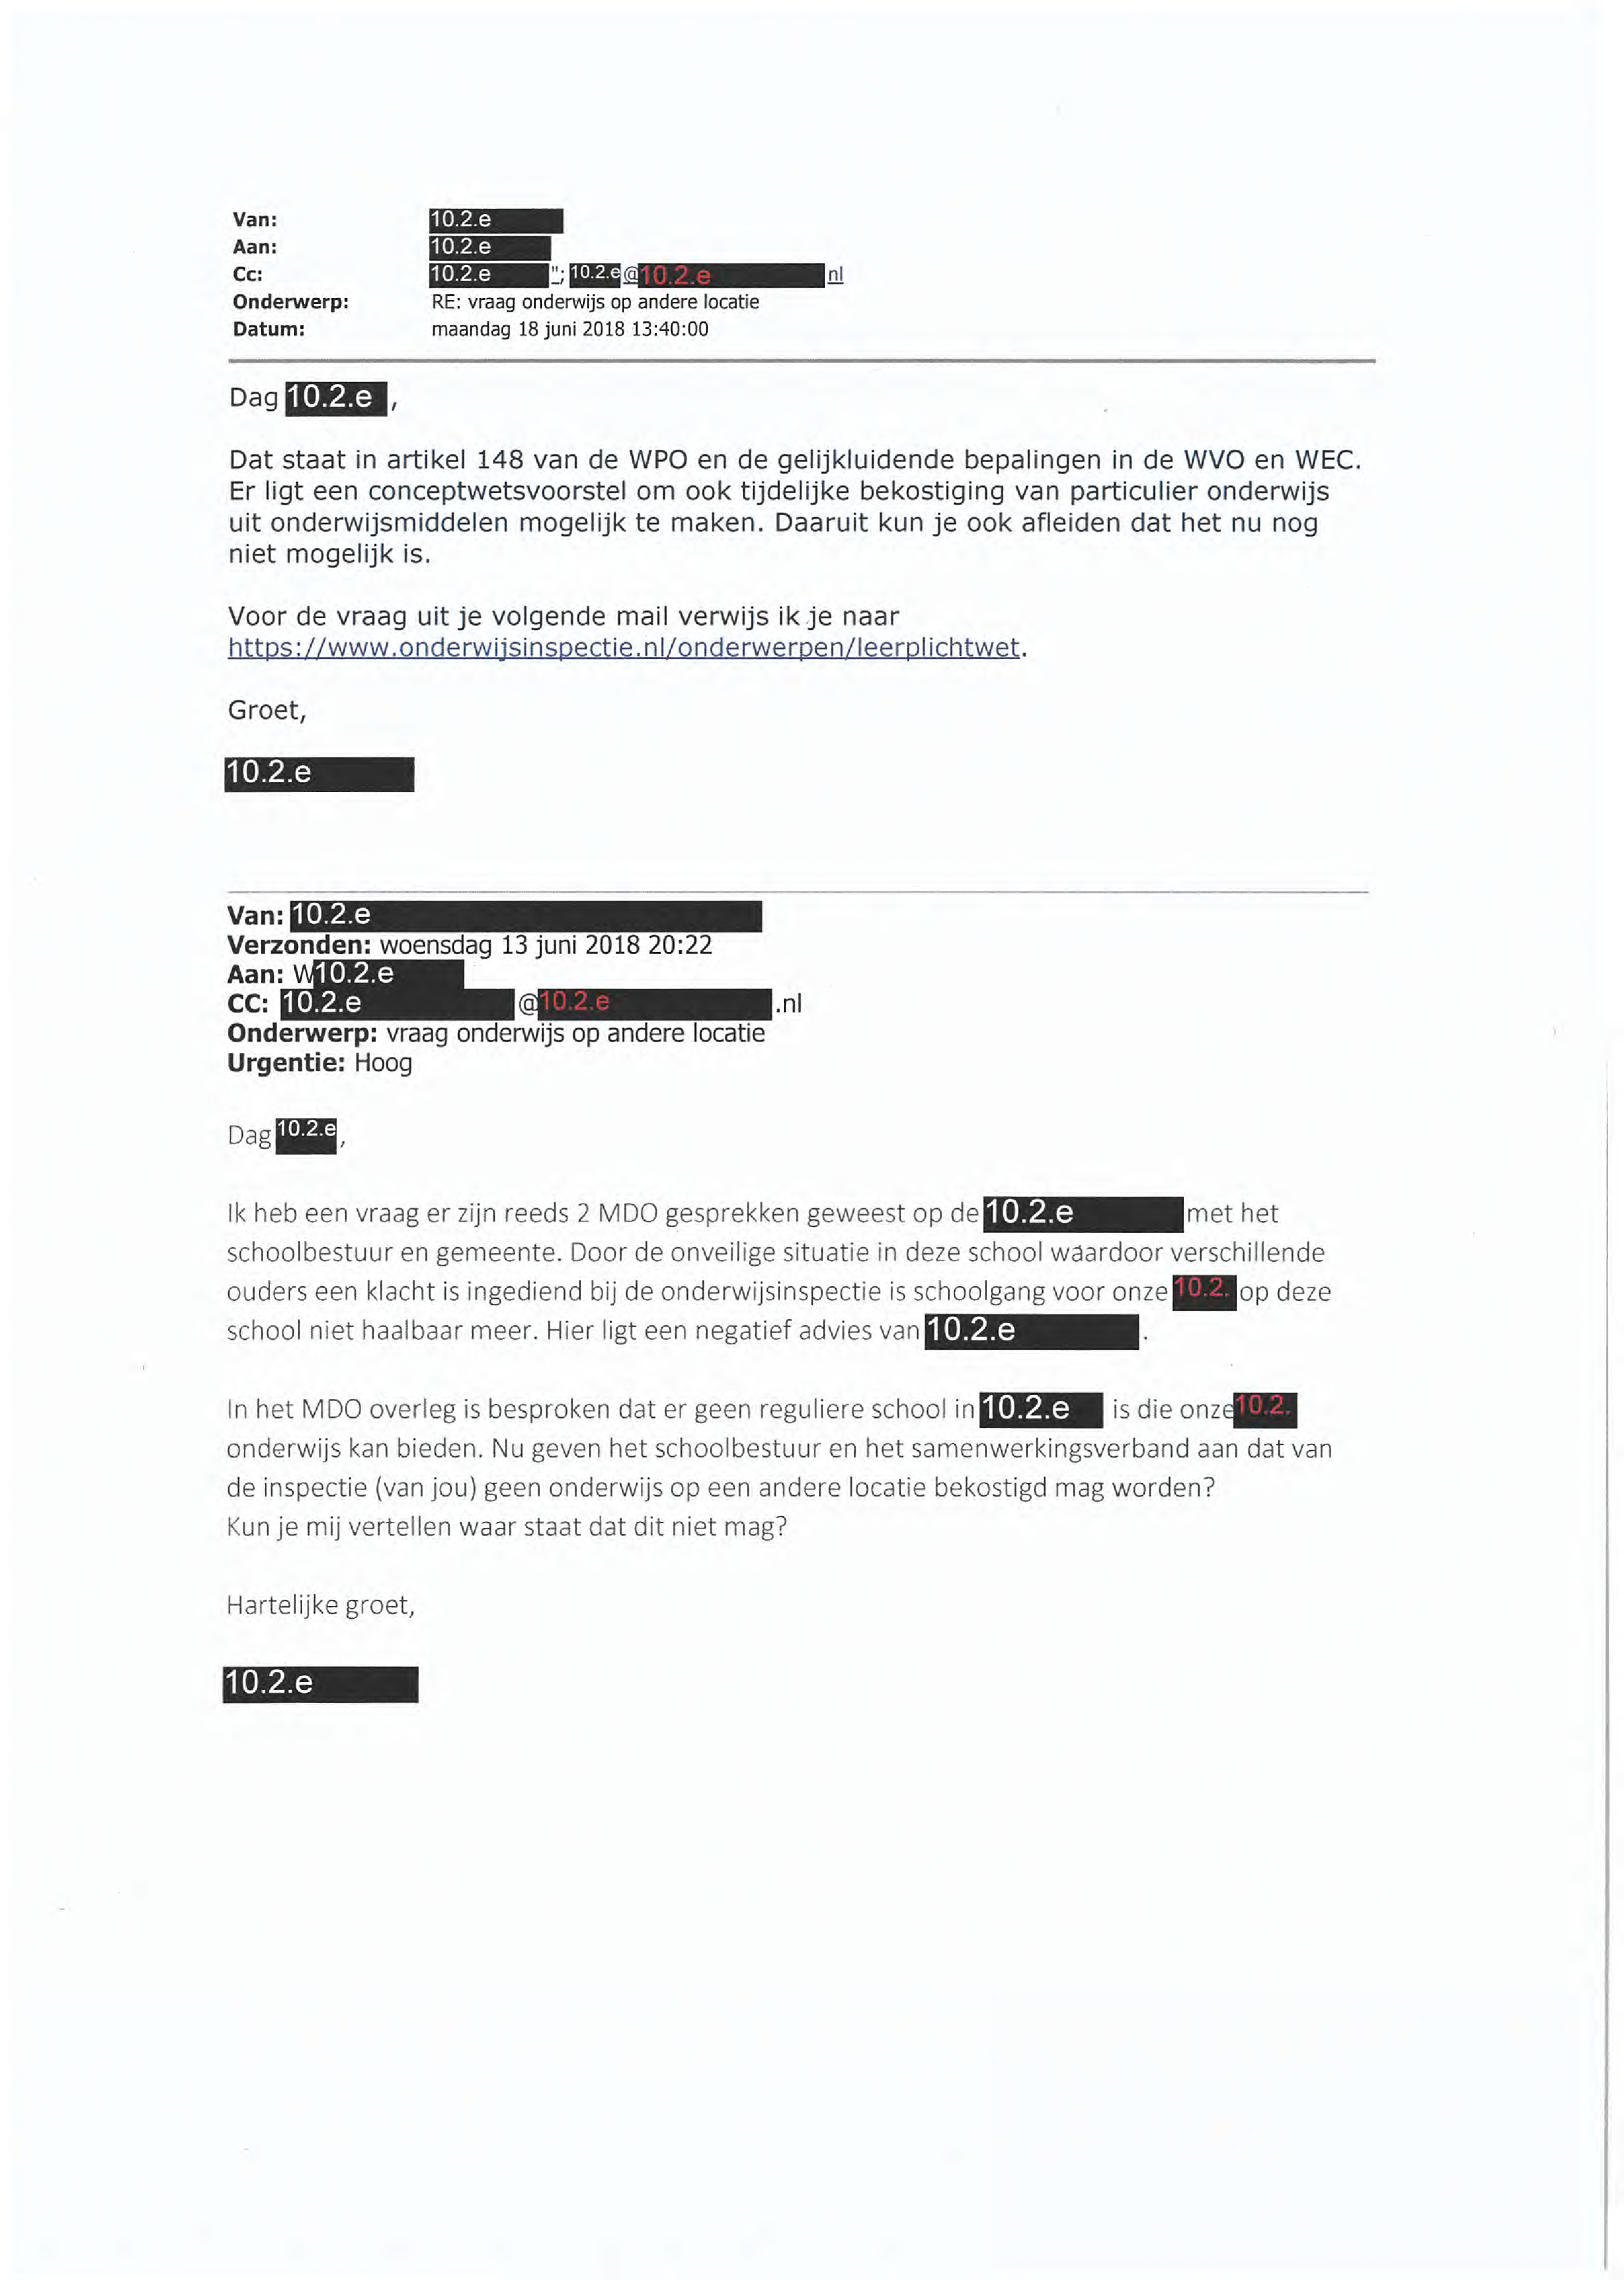 Van: 10.2.e
Aan: 10.2.e
Cc: 10.2.e "; 10.2.e@10.2.e nl
Onderwerp: RE: vraag onderwijs op andere locatie
Datum: maandag 18 juni 2018 13:40:00
Dag 10.2.e ,
Dat staat in artikel 148 van de WPO en de gelijkluidende bepalingen in de WVO en WEC.
Er ligt een conceptwetsvoorstel om ook tijdelijke bekostiging van particulier onderwijs
uit onderwijsmiddelen mogelijk te maken. Daaruit kun je ook afleiden dat het nu nog
niet mogelijk is.
Voor de vraag uit je volgende mail verwijs ik je naar
https://www.onderwijsinspectie.nl/onderwerpen/leerplichtwet.
Groet,
10.2.e
Van: 10.2.e
Verzonden: woensdag 13 juni 2018 20:22
Aan: W10.2.e
CC: 10.2.e @10.2.e .nl
Onderwerp: vraag onderwijs op andere locatie
Urgentie: Hoog
Dag 10.2.e,
Ik heb een vraag er zijn reeds 2 MDO gesprekken geweest op de 10.2.e met het
schoolbestuur en gemeente. Door de onveilige situatie in deze school waardoor verschillende
ouders een klacht is ingediend bij de onderwijsinspectie is schoolgang voor onze 10.2. op deze
school niet haalbaar meer. Hier ligt een negatief advies van 10.2.e .
In het MDO overleg is besproken dat er geen reguliere school in 10.2.e is die onze 10.2.
onderwijs kan bieden. Nu geven het schoolbestuur en het samenwerkingsverband aan dat van
de inspectie (van jou) geen onderwijs op een andere locatie bekostigd mag worden?
Kun je mij vertellen waar staat dat dit niet mag?
Hartelijke groet,
10.2.e